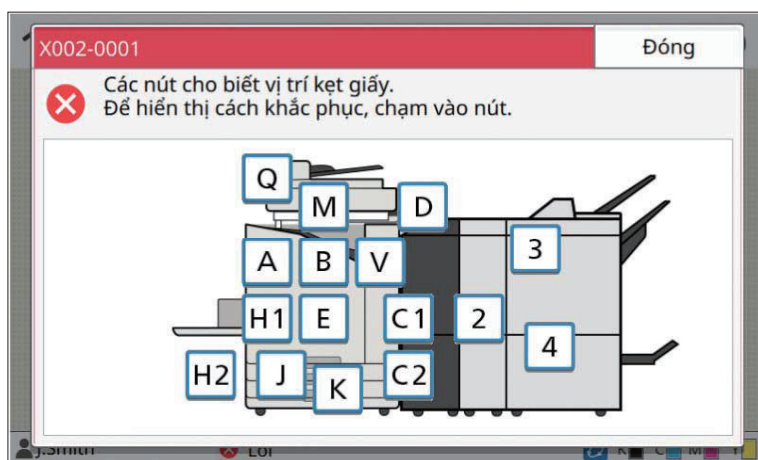 X002-0001
Đóng
Các nút cho biết vị trí kẹt giấy.
Để hiển thị cách khắc phục, chạm vào nút.
Q
M
D
A
B
V
3
H1
E
C1
2
4
H2
J
K
C2
J.Smith
Lỗi
K
C
M
Y